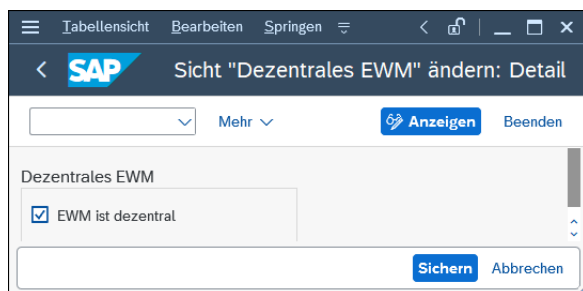 Tabellensicht Bearbeiten Springen
SAP Sicht "Dezentrales EWM" ändern: Detail
Mehr Anzeigen Beenden
Dezentrales EWM
EWM ist dezentral
Sichern Abbrechen